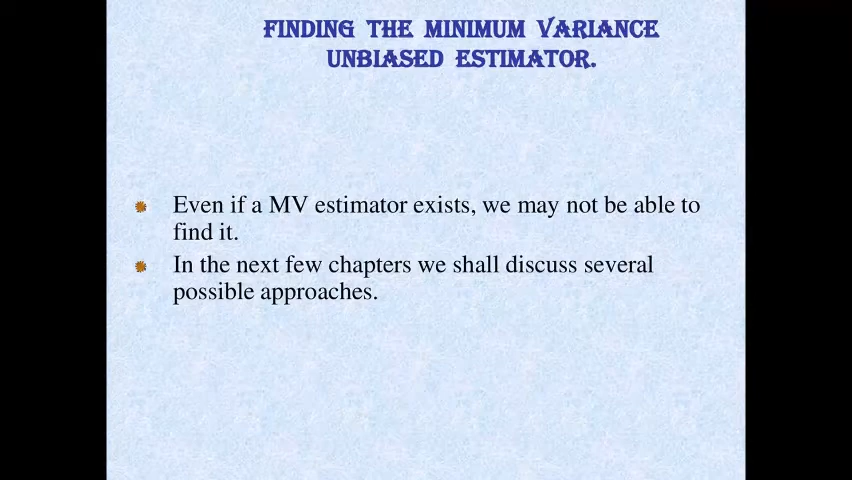 FINDING THE MINIMUM VARIANCE
UNBIASED ESTIMATOR.
Even if a MV estimator exists, we may not be able to
find it.
In the next few chapters we shall discuss several
possible approaches.